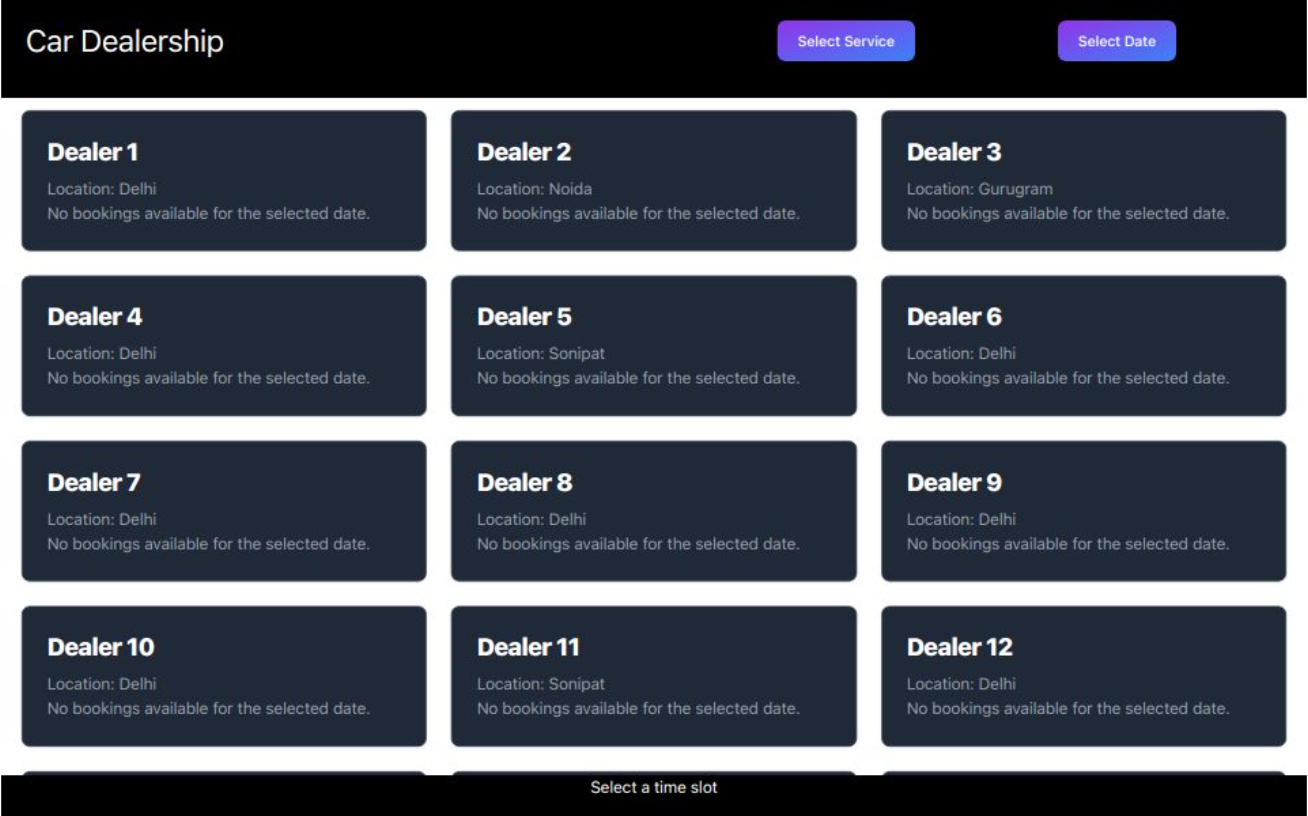 Car Dealership
Select Service
Select Date
Dealer 1
Location: Delhi
No bookings available for the selected date.
Dealer 2
Location: Noida
No bookings available for the selected date.
Dealer 3
Location: Gurugram
No bookings available for the selected date.
Dealer 4
Location: Delhi
No bookings available for the selected date.
Dealer 5
Location: Sonipat
No bookings available for the selected date.
Dealer 6
Location: Delhi
No bookings available for the selected date.
Dealer 7
Location: Delhi
No bookings available for the selected date.
Dealer 8
Location: Delhi
No bookings available for the selected date.
Dealer 9
Location: Delhi
No bookings available for the selected date.
Dealer 10
Location: Delhi
No bookings available for the selected date.
Dealer 11
Location: Sonipat
No bookings available for the selected date.
Dealer 12
Location: Delhi
No bookings available for the selected date.
Select a time slot